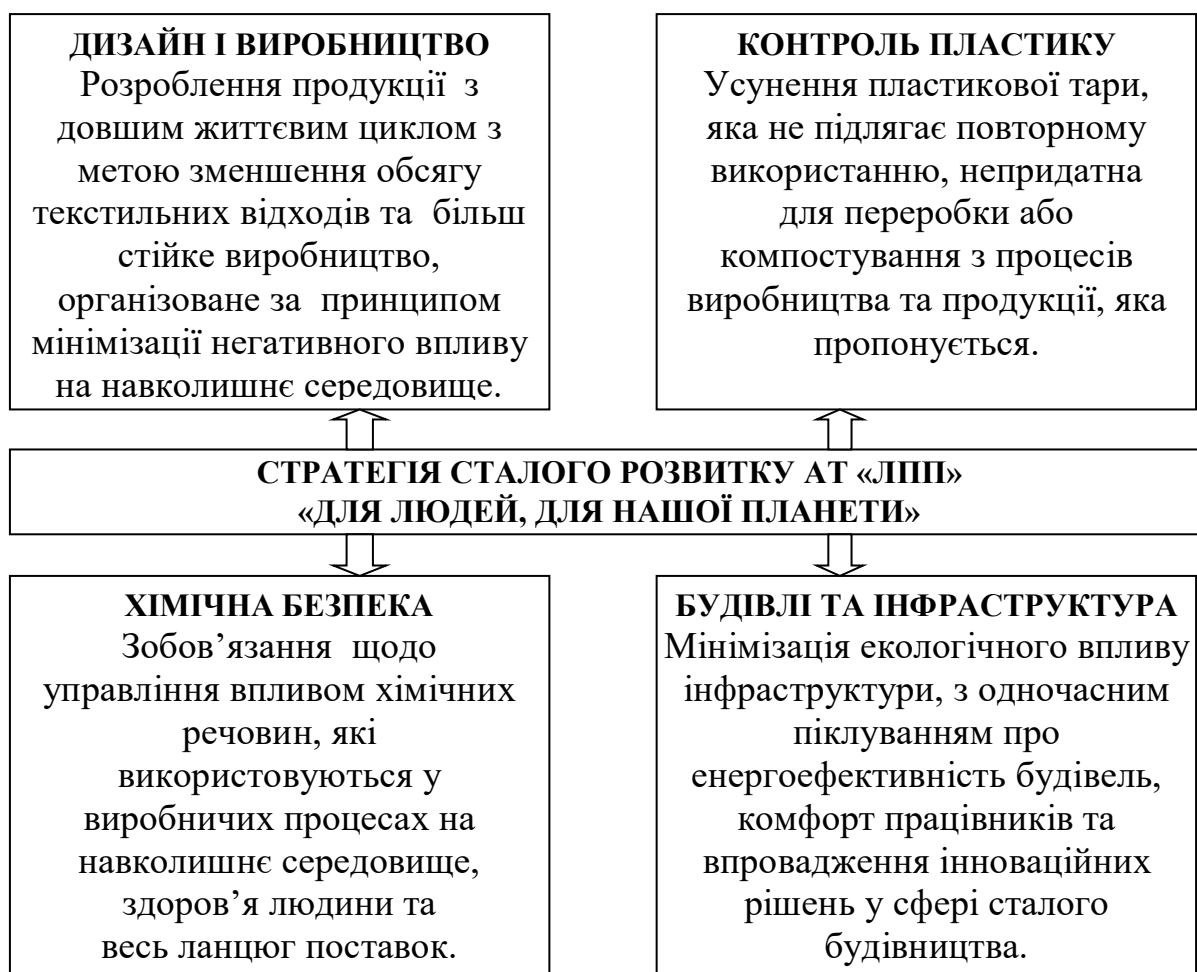 ДИЗАЙН І ВИРОБНИЦТВО
Розроблення продукції з
довшим життєвим циклом з
метою зменшення обсягу
текстильних відходів та більш
стійке виробництво,
організоване за принципом
мінімізації негативного впливу
на навколишнє середовище.
КОНТРОЛЬ ПЛАСТИКУ
Усунення пластикової тари,
яка не підлягає повторному
використанню, непридатна
для переробки або
компостування з процесів
виробництва та продукції, яка
пропонується.
СТРАТЕГІЯ СТАЛОГО РОЗВИТКУ АТ «ЛПП»
«ДЛЯ ЛЮДЕЙ, ДЛЯ НАШОЇ ПЛАНЕТИ»
ХІМІЧНА БЕЗПЕКА
Зобов’язання щодо
управління впливом хімічних
речовин, які
використовуються у
виробничих процесах на
навколишнє середовище,
здоров’я людини та
весь ланцюг поставок.
БУДІВЛІ ТА ІНФРАСТРУКТУРА
Мінімізація екологічного впливу
інфраструктури, з одночасним
піклуванням про
енергоефективність будівель,
комфорт працівників та
впровадження інноваційних
рішень у сфері сталого
будівництва.